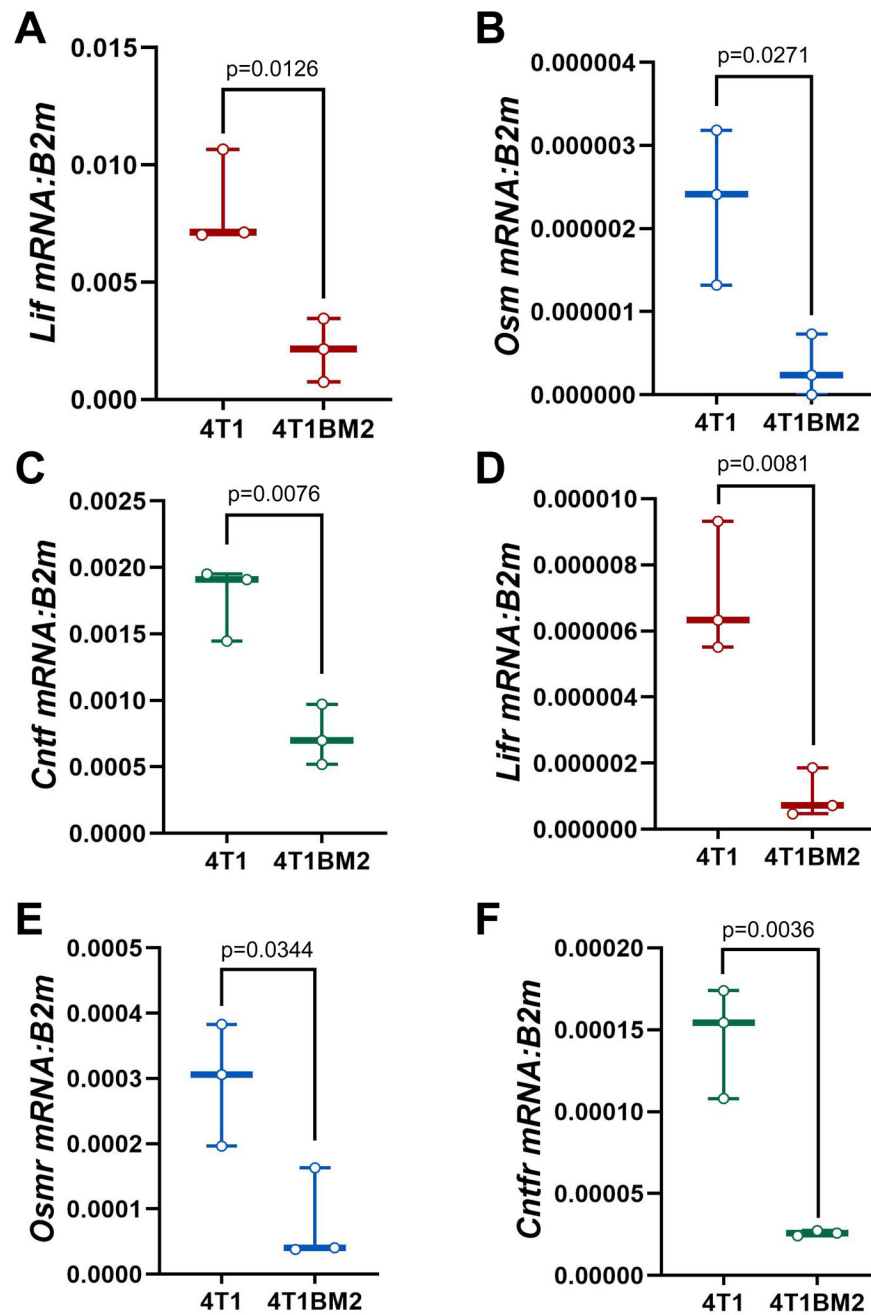 A
Lif mRNA:B2m
0.015
0.010
0.005
0.000
p=0.0126
4T1 4T1BM2
B
Osm mRNA:B2m
0.000004
0.000003
0.000002
0.000001
0.000000
p=0.0271
4T1 4T1BM2
C
Cntf mRNA:B2m
0.0025
0.0020
0.0015
0.0010
0.0005
0.0000
p=0.0076
4T1 4T1BM2
D
Lifr mRNA:B2m
0.000010
0.000008
0.000006
0.000004
0.000002
0.000000
p=0.0081
4T1 4T1BM2
E
Osmr mRNA:B2m
0.0005
0.0004
0.0003
0.0002
0.0001
0.0000
p=0.0344
4T1 4T1BM2
F
Cntfr mRNA:B2m
0.00020
0.00015
0.00010
0.00005
0.00000
p=0.0036
4T1 4T1BM2